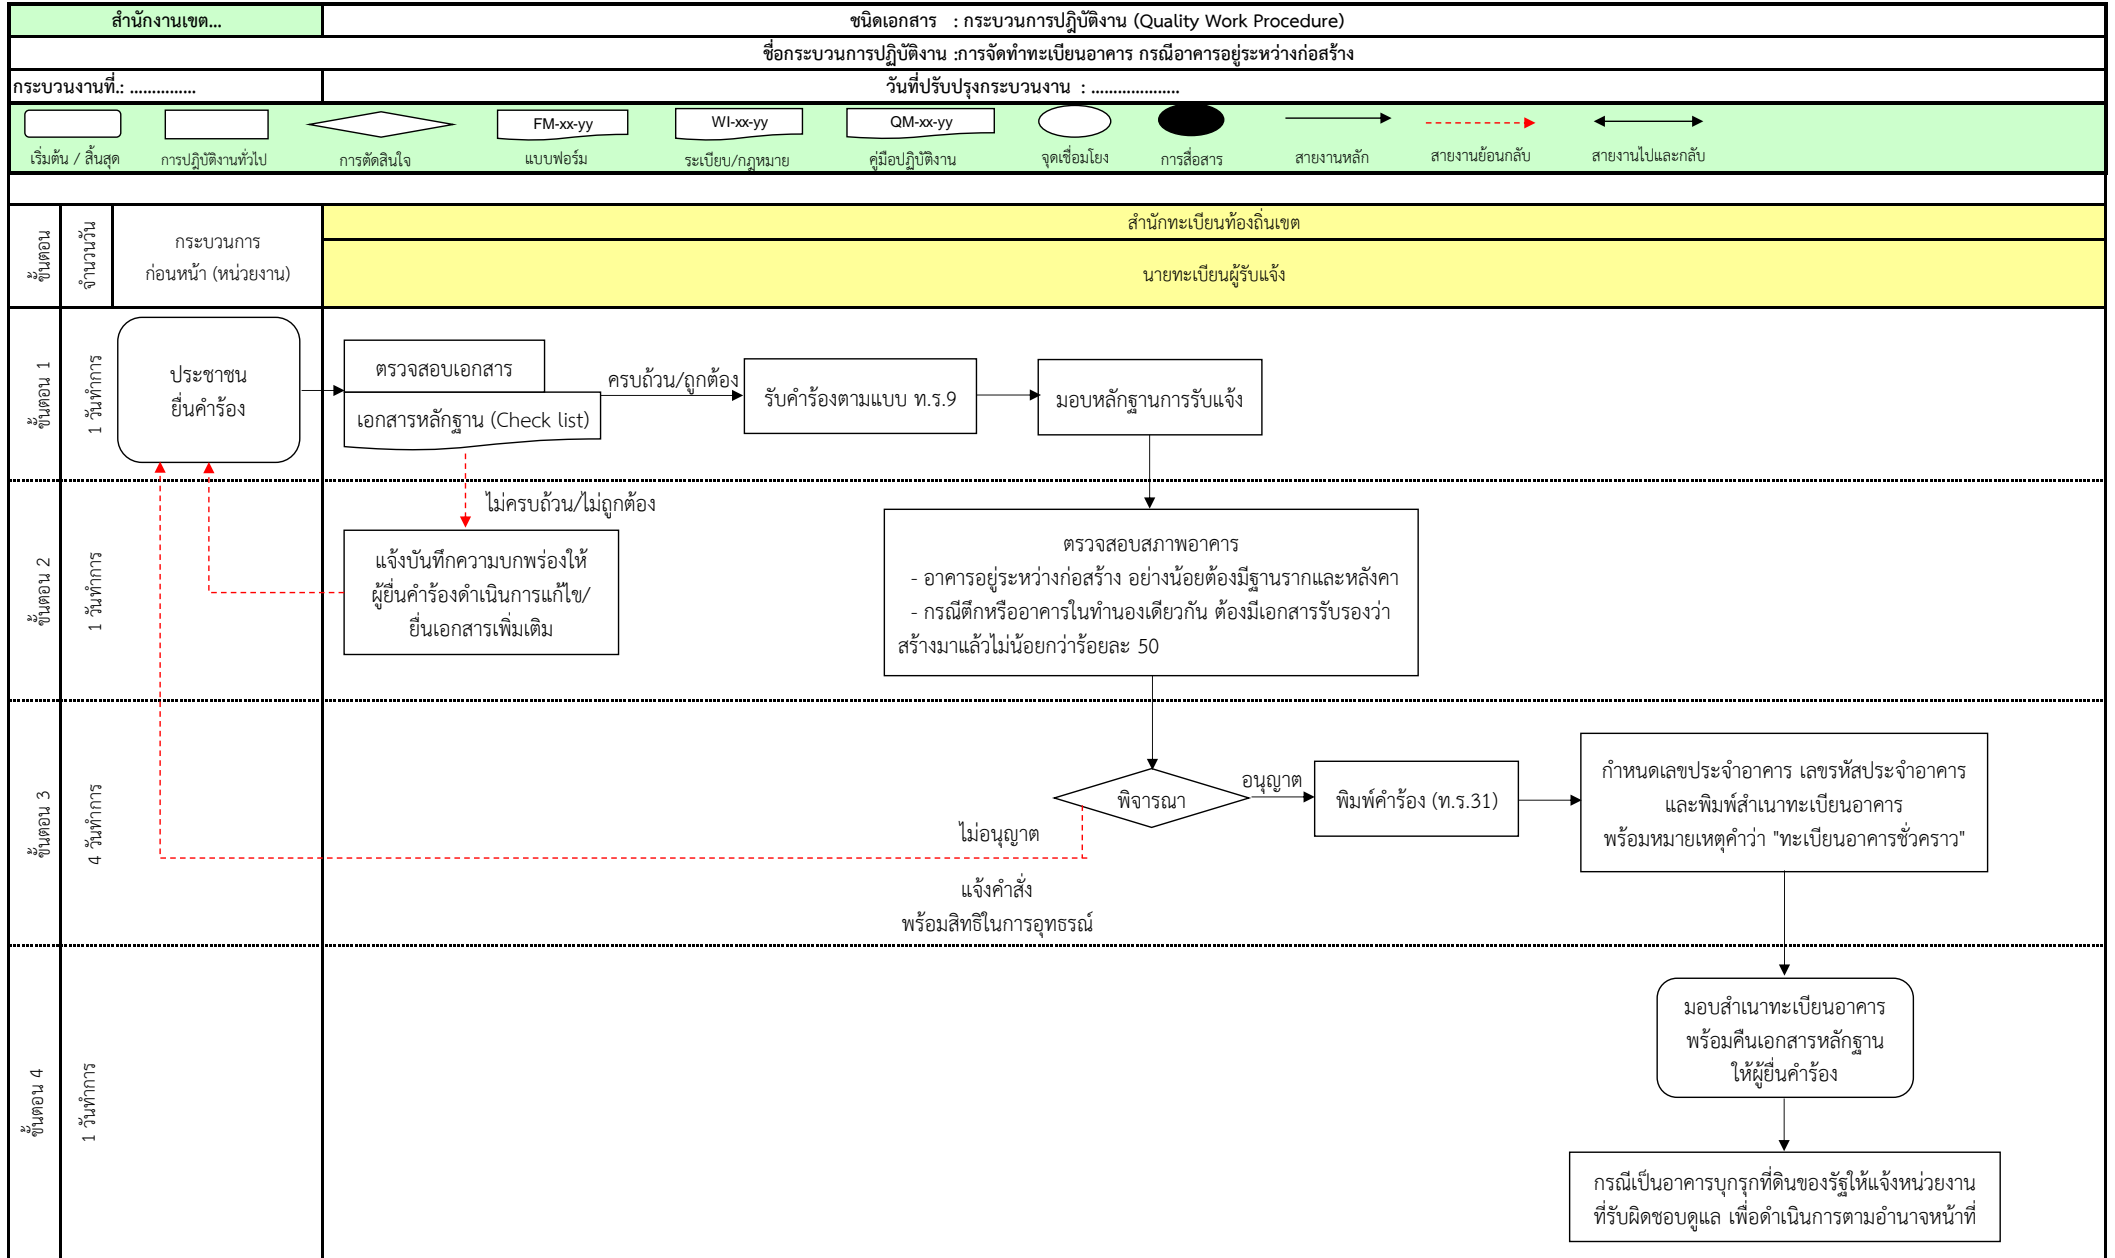 สำนักงานเขต...
ชนิดเอกสาร : กระบวนการปฎิบัติงาน (Quality Work Procedure)
ชื่อกระบวนการปฏิบัติงาน :การจัดทำทะเบียนอาคาร กรณีอาคารอยู่ระหว่างก่อสร้าง
กระบวนงานที่.: ...............
วันที่ปรับปรุงกระบวนงาน : ....................
FM-xx-yy
WI-xx-yy
QM-xx-yy
เริ่มต้น / สิ้นสุด
การปฎิบัติงานทั่วไป
การตัดสินใจ
แบบฟอร์ม
ระเบียบ/กฎหมาย
คู่มือปฏิบัติงาน
จุดเชื่อมโยง
การสื่อสาร
สายงานหลัก
สายงานย้อนกลับ
สายงานไปและกลับ
ขั้นตอน
จำนวนวัน
กระบวนการ
ก่อนหน้า (หน่วยงาน)
สำนักทะเบียนท้องถิ่นเขต
นายทะเบียนผู้รับแจ้ง
ขั้นตอน 1
1 วันทำการ
ประชาชน
ยื่นคำร้อง
ตรวจสอบเอกสาร
เอกสารหลักฐาน (Check list)
ครบถ้วน/ถูกต้อง
รับคำร้องตามแบบ ท.ร.9
มอบหลักฐานการรับแจ้ง
ขั้นตอน 2
1 วันทำการ
ไม่ครบถ้วน/ไม่ถูกต้อง
แจ้งบันทึกความบกพร่องให้
ผู้ยื่นคำร้องดำเนินการแก้ไข/
ยื่นเอกสารเพิ่มเติม
ตรวจสอบสภาพอาคาร
- อาคารอยู่ระหว่างก่อสร้าง อย่างน้อยต้องมีฐานรากและหลังคา
- กรณีตึกหรืออาคารในทำนองเดียวกัน ต้องมีเอกสารรับรองว่า
สร้างมาแล้วไม่น้อยกว่าร้อยละ 50
ขั้นตอน 3
4 วันทำการ
พิจารณา
อนุญาต
พิมพ์คำร้อง (ท.ร.31)
กำหนดเลขประจำอาคาร เลขรหัสประจำอาคาร
และพิมพ์สำเนาทะเบียนอาคาร
พร้อมหมายเหตุคำว่า "ทะเบียนอาคารชั่วคราว"
ไม่อนุญาต
แจ้งคำสั่ง
พร้อมสิทธิในการอุทธรณ์
ขั้นตอน 4
1 วันทำการ
มอบสำเนาทะเบียนอาคาร
พร้อมคืนเอกสารหลักฐาน
ให้ผู้ยื่นคำร้อง
กรณีเป็นอาคารบุกรุกที่ดินของรัฐให้แจ้งหน่วยงาน
ที่รับผิดชอบดูแล เพื่อดำเนินการตามอำนาจหน้าที่